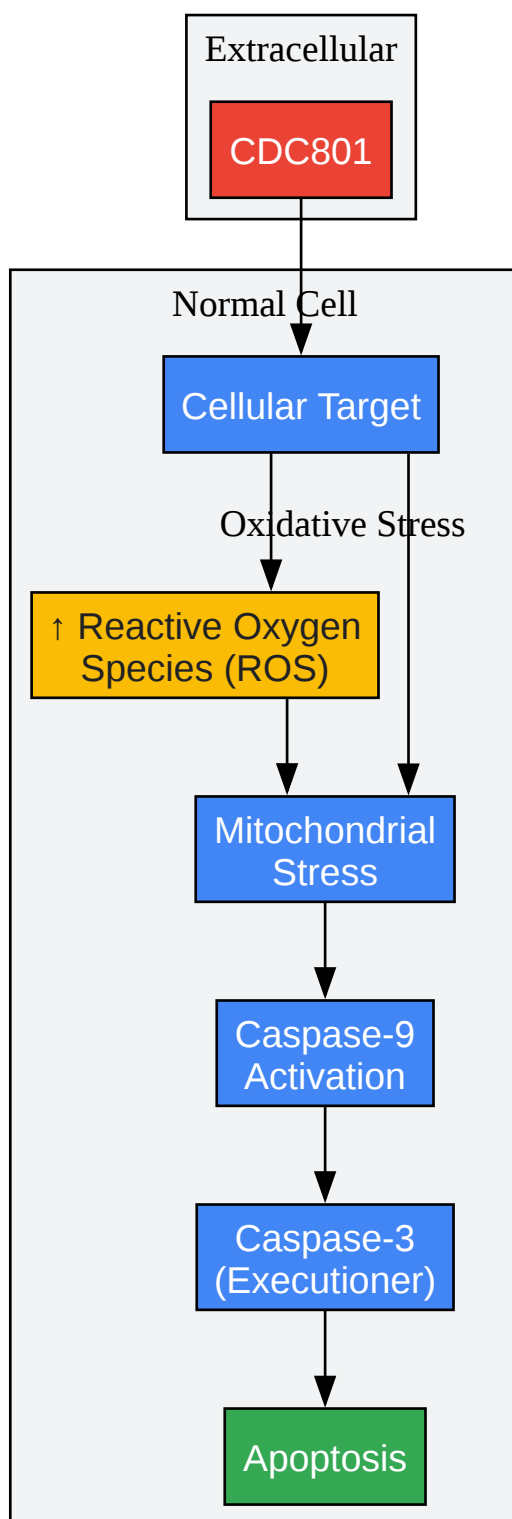 Extracellular
CDC801
Normal Cell
Cellular Target
Oxidative Stress
↑ Reactive Oxygen
Species (ROS)
Mitochondrial
Stress
Caspase-9
Activation
Caspase-3
(Executioner)
Apoptosis